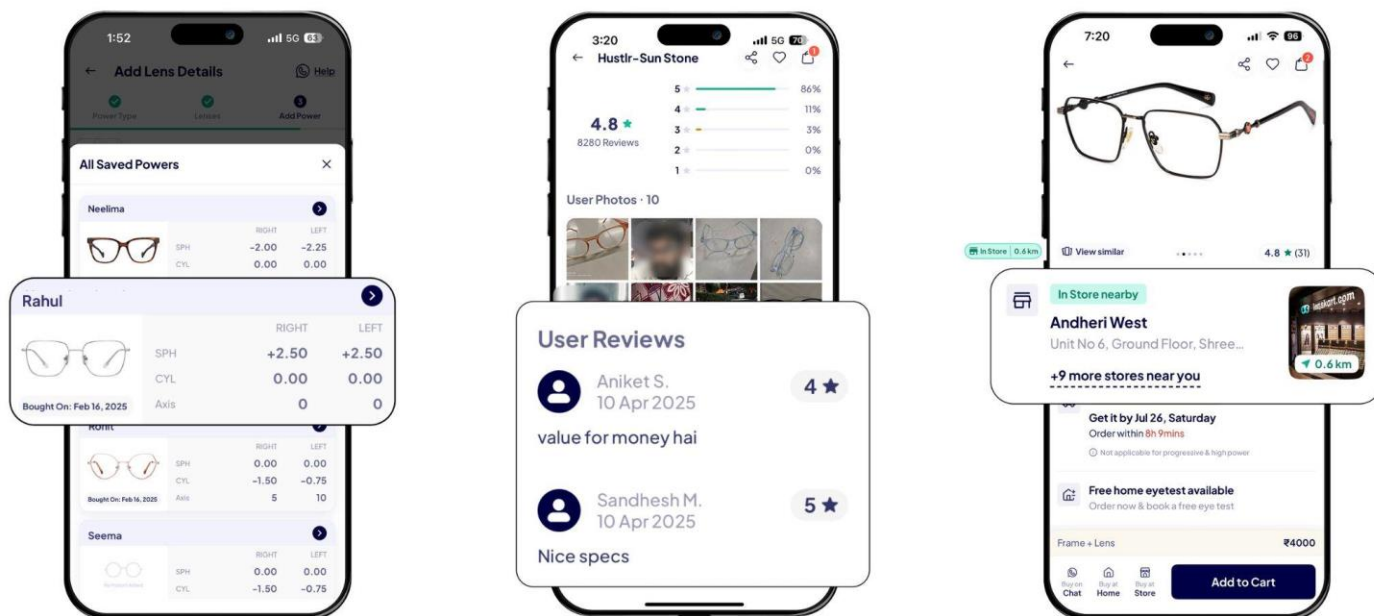 1:52
5G 63
Add Lens Details
Help
Power Type
Lenses
3
Add Power
All Saved Powers
Neelima
RIGHT LEFT
SPH -2.00 -2.25
CYL 0.00 0.00
Rahul
RIGHT LEFT
SPH +2.50 +2.50
CYL 0.00 0.00
Axis 0 0
Bought On: Feb 16, 2025
Rohit
RIGHT LEFT
SPH 0.00 0.00
CYL -1.50 -0.75
Axis 5 10
Bought On: Feb 16, 2025
Seema
RIGHT LEFT
SPH 0.00 0.00
CYL -1.50 -0.75
3:20
5G 70
Hustlr-Sun Stone
1
5 86%
4 11%
3 3%
2 0%
1 0%
4.8
8280 Reviews
User Photos · 10
User Reviews
Aniket S.
10 Apr 2025
4
value for money hai
Sandhesh M.
10 Apr 2025
5
Nice specs
7:20
96
2
In Store 0.6km
View similar
4.8 (31)
In Store nearby
Andheri West
Unit No 6, Ground Floor, Shree...
+9 more stores near you
lenskart.com
0.6 km
Get it by Jul 26, Saturday
Order within 8h 9mins
Not applicable for progressive & high power
Free home eyetest available
Order now & book a free eye test
Frame + Lens ₹4000
Buy on Chat
Buy at Home
Buy at Store
Add to Cart